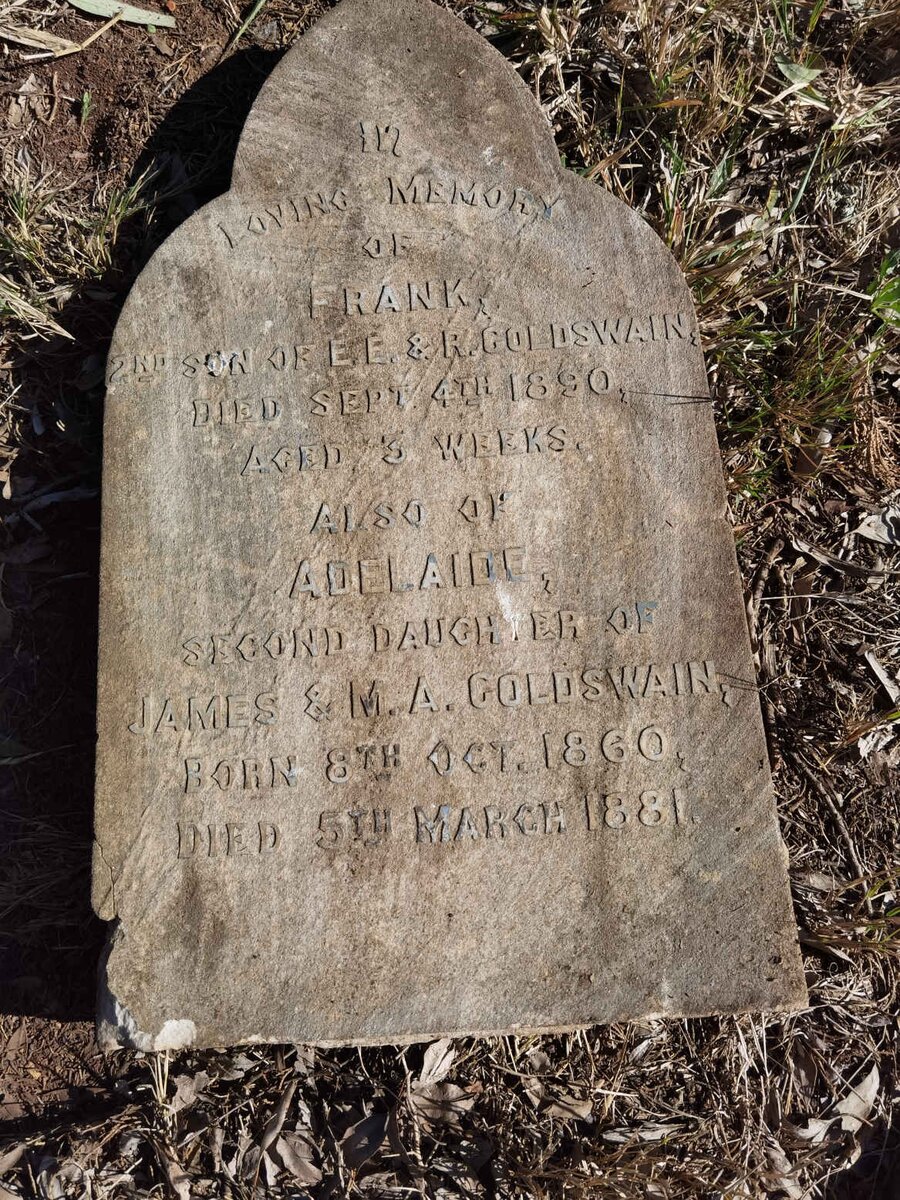 IN
LOVING MEMORY
OF
FRANK,
2ND SON OF E.E. & R. GOLDSWAIN,
DIED SEPT. 4TH 1890,
AGED 3 WEEKS.
ALSO OF
ADELAIDE,
SECOND DAUGHTER OF
JAMES & M. A. GOLDSWAIN,
BORN 8TH OCT. 1860,
DIED 5TH MARCH 1881.